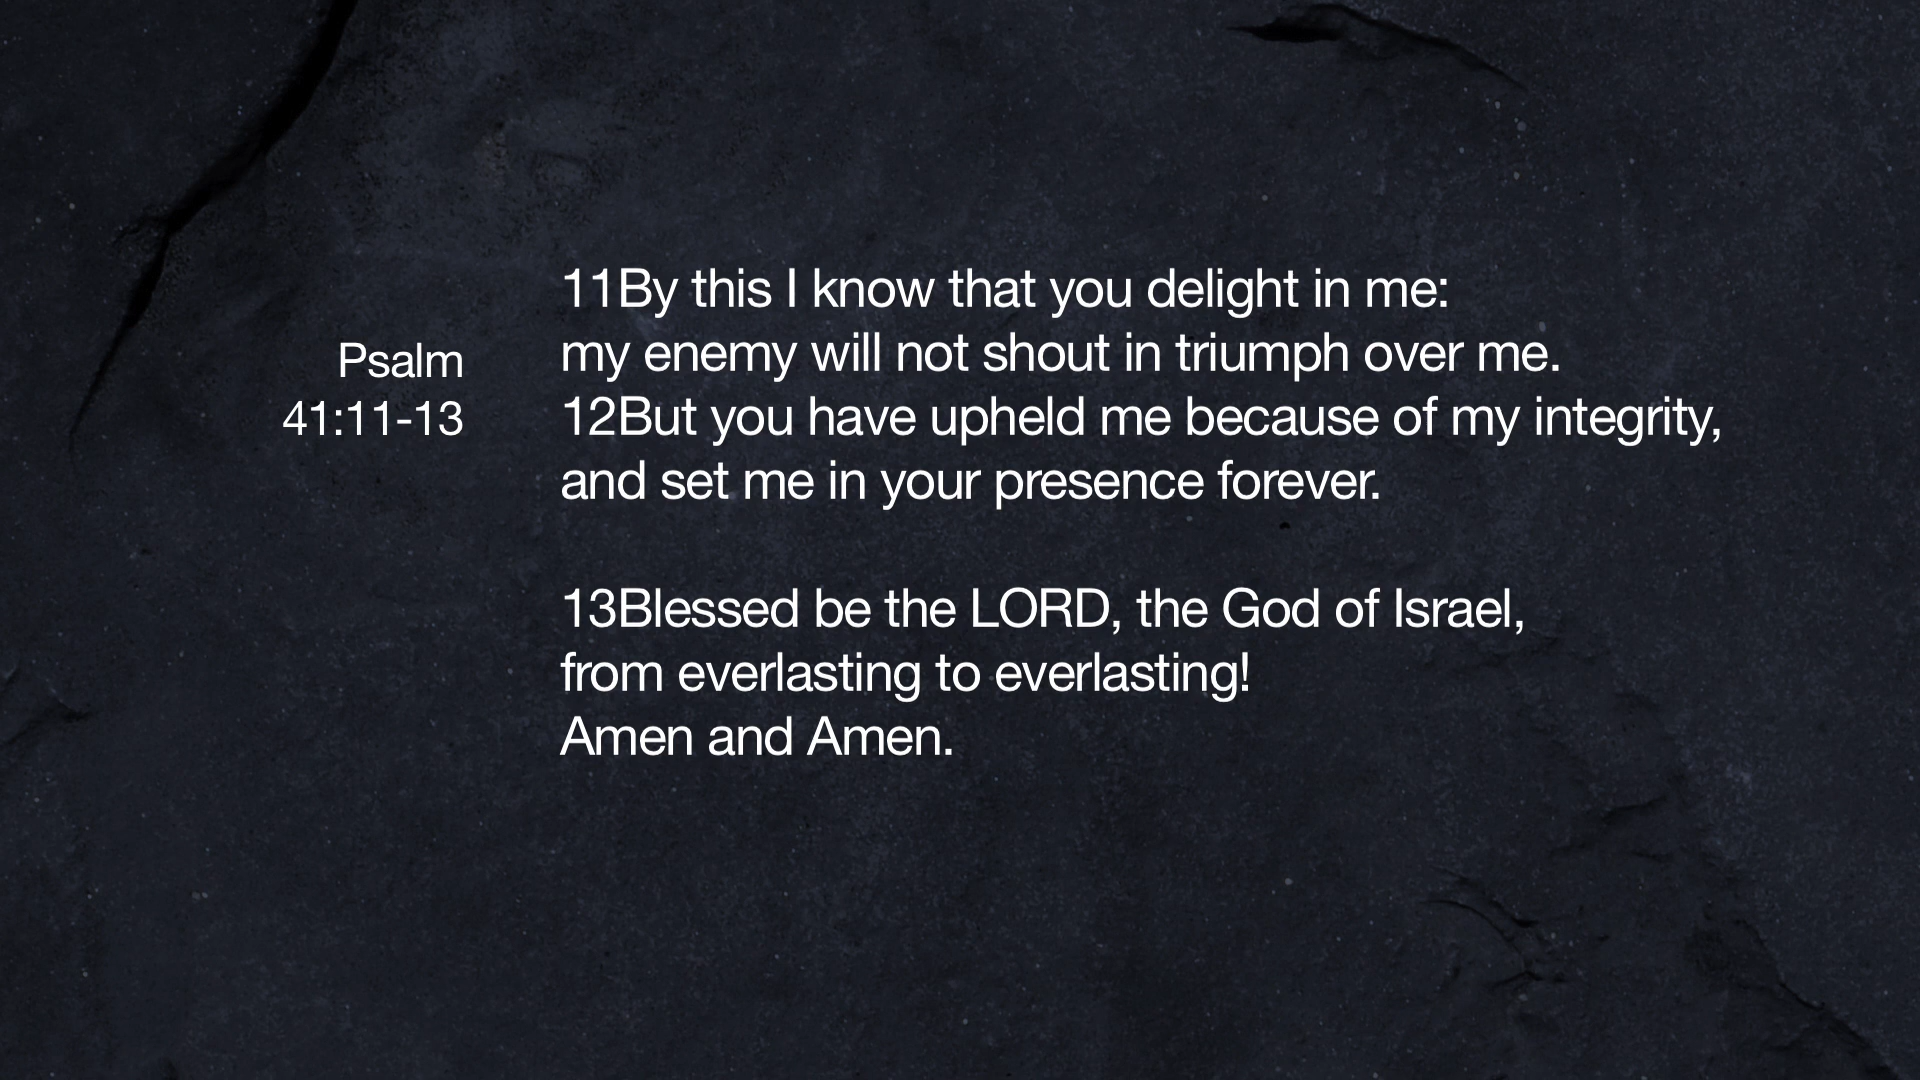 Psalm
41:11-13
11By this I know that you delight in me:
my enemy will not shout in triumph over me.
12But you have upheld me because of my integrity,
and set me in your presence forever.
13Blessed be the LORD, the God of Israel,
from everlasting to everlasting!
Amen and Amen.